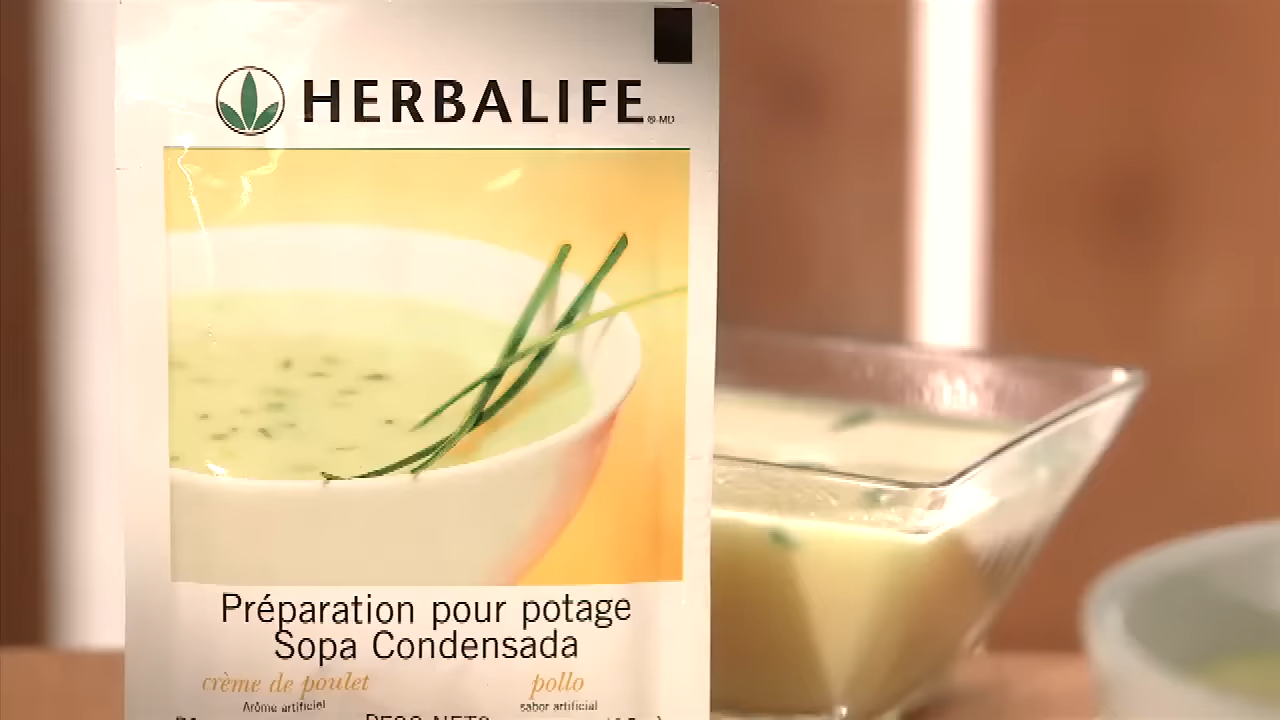 HERBALIFE ®-MD
Préparation pour potage
Sopa Condensada
crème de poulet pollo
Arôme artificiel sabor artificial
PESO NETO